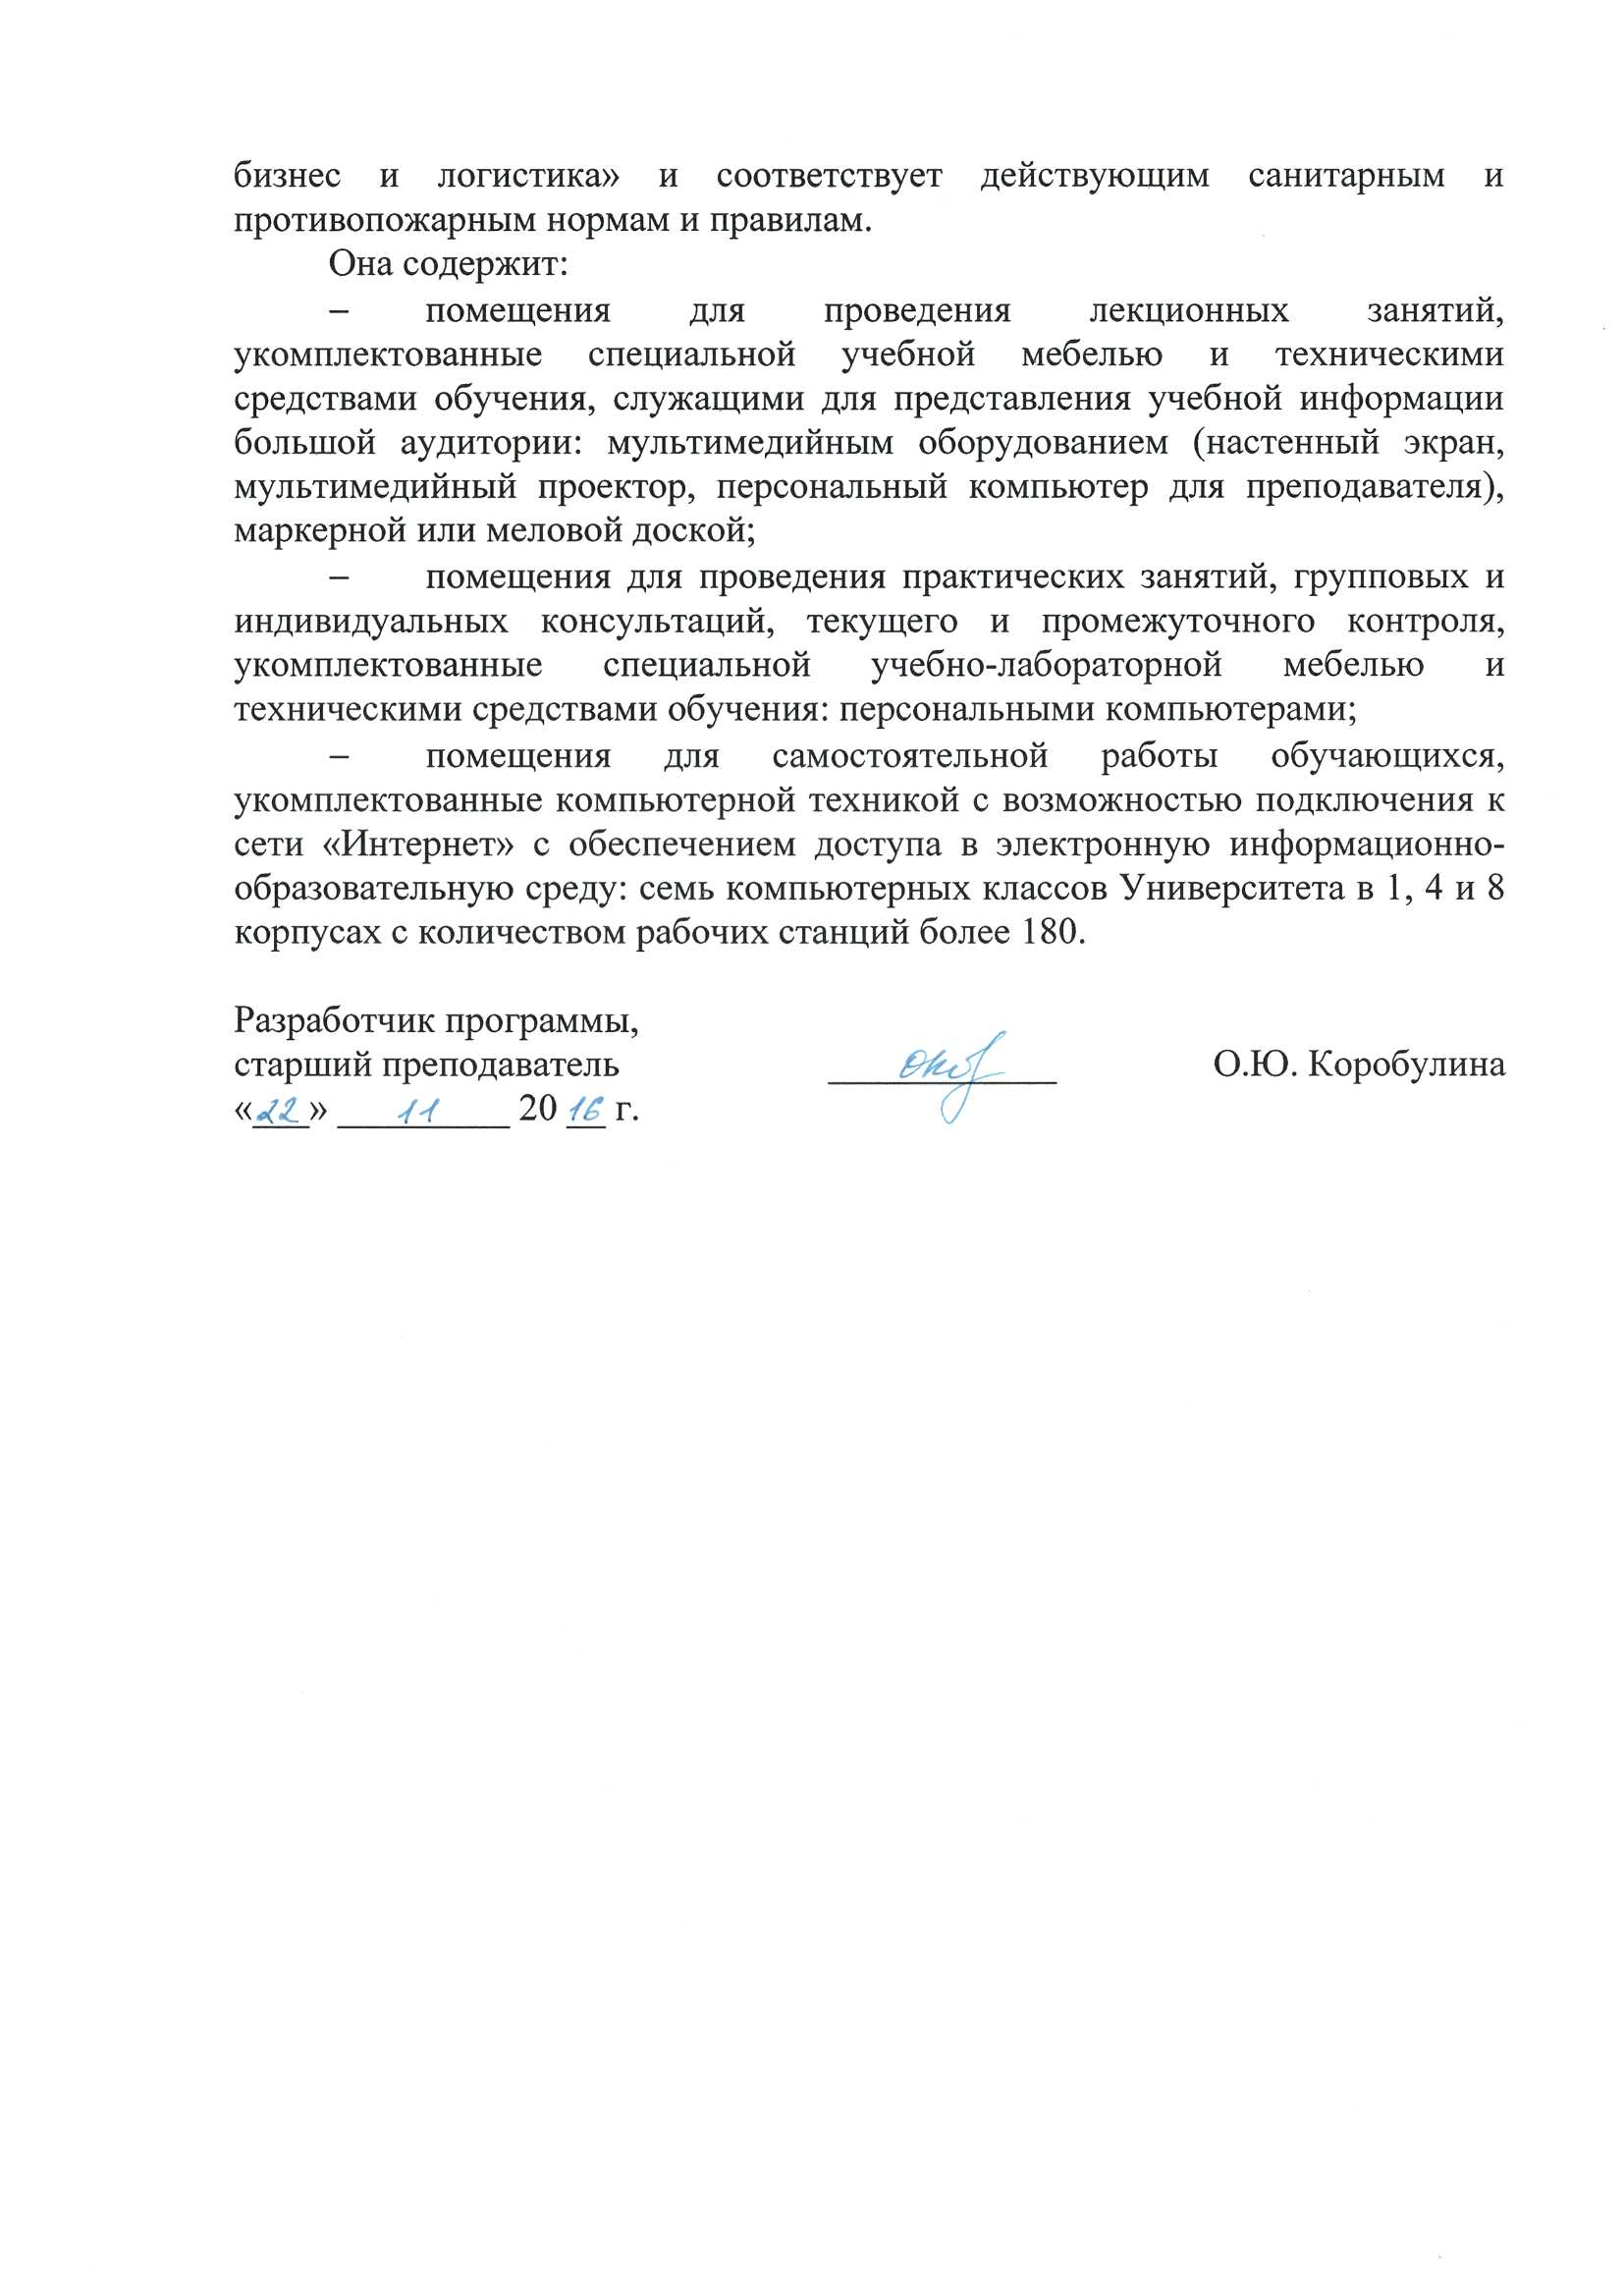 бизнес и логистика» и соответствует действующим санитарным и
противопожарным нормам и правилам.
Она содержит:
– помещения для проведения лекционных занятий,
укомплектованные специальной учебной мебелью и техническими
средствами обучения, служащими для представления учебной информации
большой аудитории: мультимедийным оборудованием (настенный экран,
мультимедийный проектор, персональный компьютер для преподавателя),
маркерной или меловой доской;
– помещения для проведения практических занятий, групповых и
индивидуальных консультаций, текущего и промежуточного контроля,
укомплектованные специальной учебно-лабораторной мебелью и
техническими средствами обучения: персональными компьютерами;
– помещения для самостоятельной работы обучающихся,
укомплектованные компьютерной техникой с возможностью подключения к
сети «Интернет» с обеспечением доступа в электронную информационно-
образовательную среду: семь компьютерных классов Университета в 1, 4 и 8
корпусах с количеством рабочих станций более 180.
Разработчик программы,
старший преподаватель О.Ю. Коробулина
«22» 11 20 16 г.